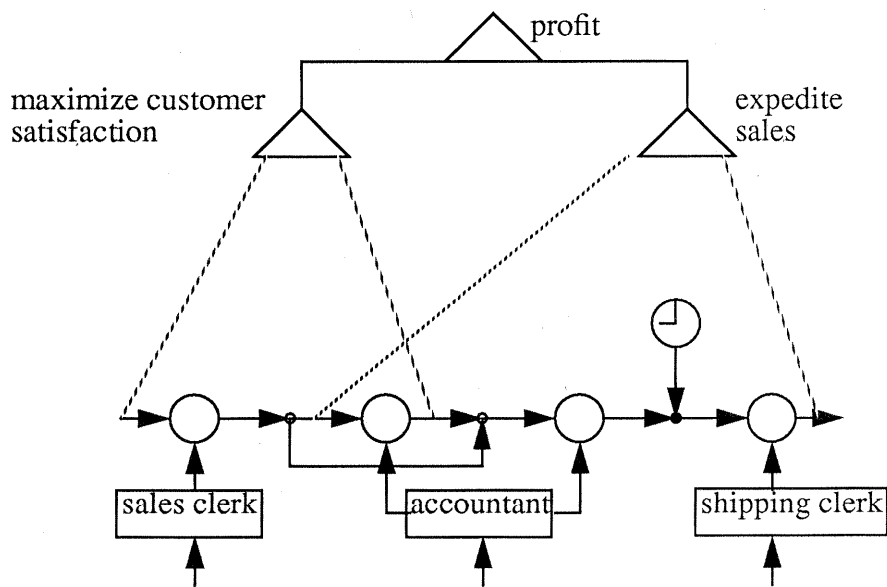 profit
maximize customer
satisfaction
expedite
sales
sales clerk
accountant
shipping clerk